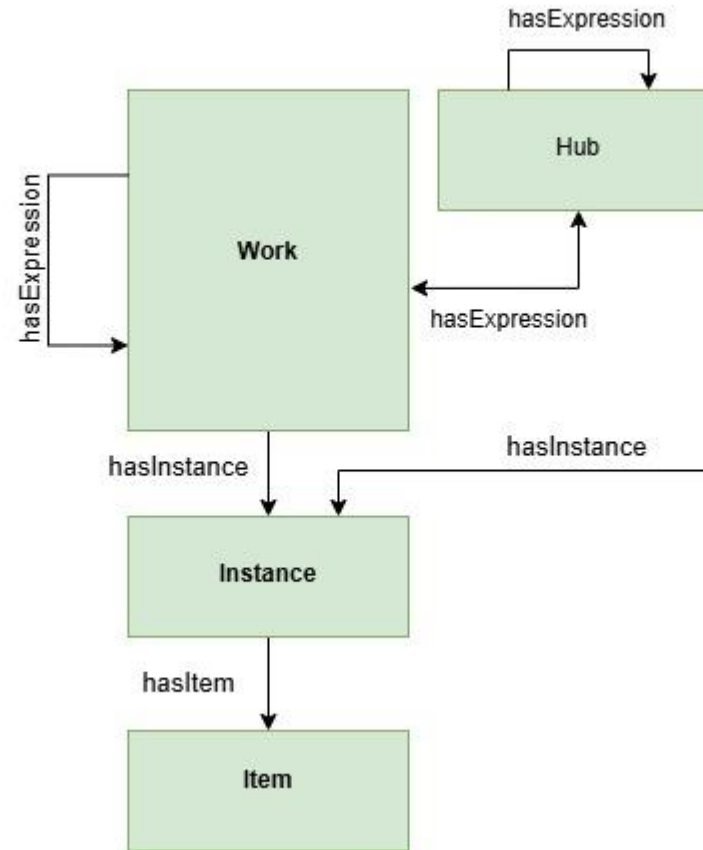 hasExpression
Hub
hasExpression
Work
hasExpression
hasInstance
hasInstance
Instance
hasItem
Item